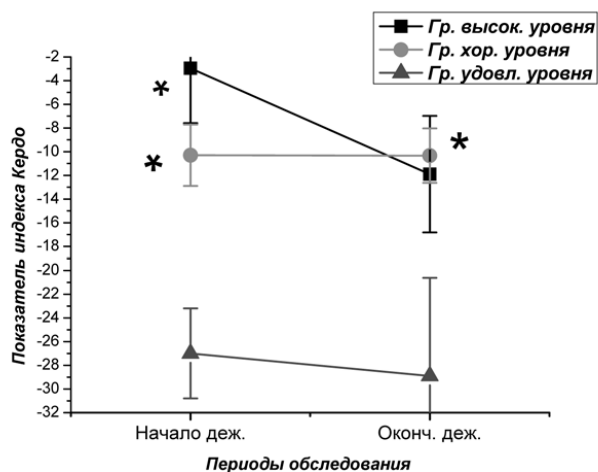 Гр. высок. уровня
Гр. хор. уровня
Гр. удовл. уровня
Показатель индекса Кердо
-2
-4
-6
-8
-10
-12
-14
-16
-18
-20
-22
-24
-26
-28
-30
-32
*
*
*
Начало деж.
Оконч. деж.
Периоды обследования